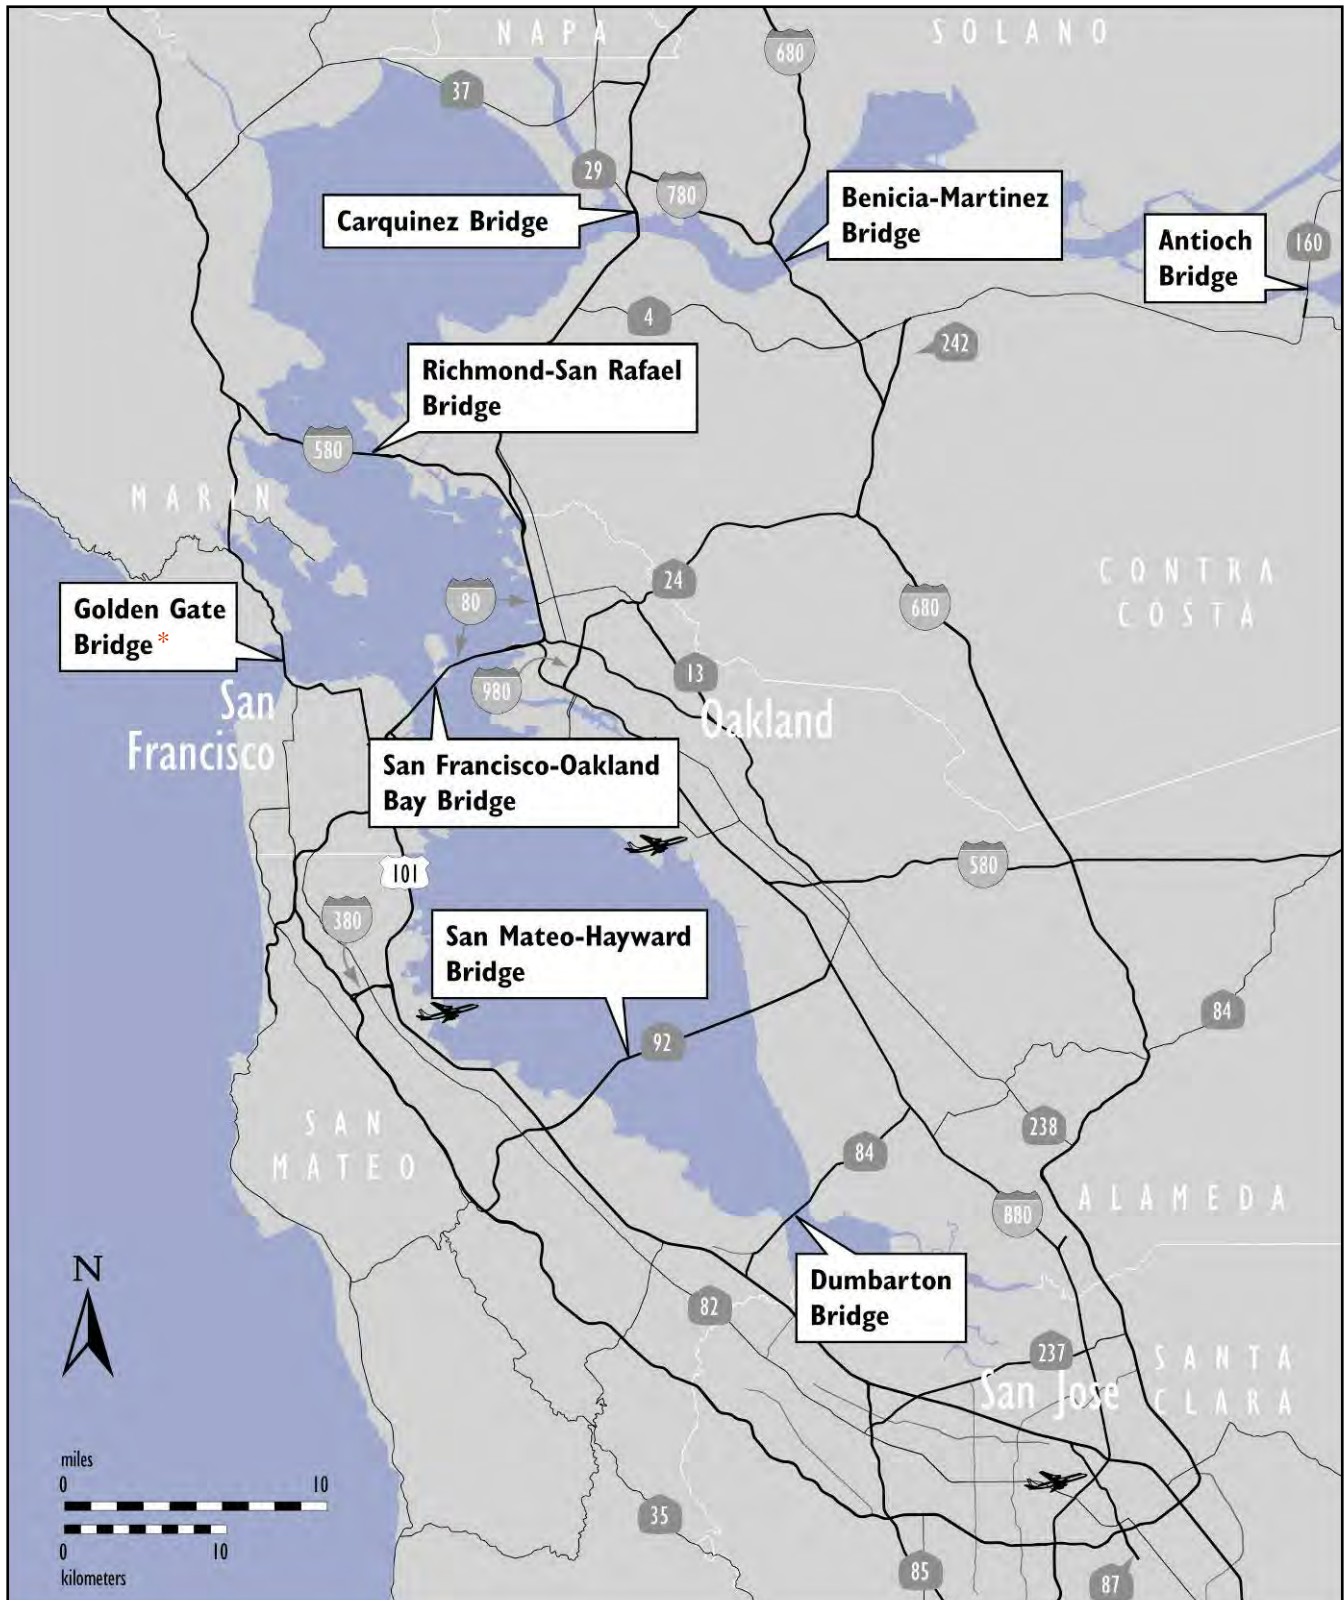 NAPA
SOLANO
680
37
29
780
Carquinez Bridge
Benicia-Martinez
Bridge
Antioch
Bridge
160
4
242
Richmond-San Rafael
Bridge
580
MARIN
24
80
680
CONTRA
COSTA
Golden Gate
Bridge*
13
980
San
Francisco
Oakland
San Francisco-Oakland
Bay Bridge
101
580
380
San Mateo-Hayward
Bridge
84
92
SAN
MATEO
238
84
880
ALAMEDA
N
Dumbarton
Bridge
82
237
SANTA
CLARA
San Jose
miles
0 10
0 10
kilometers
35
85
87